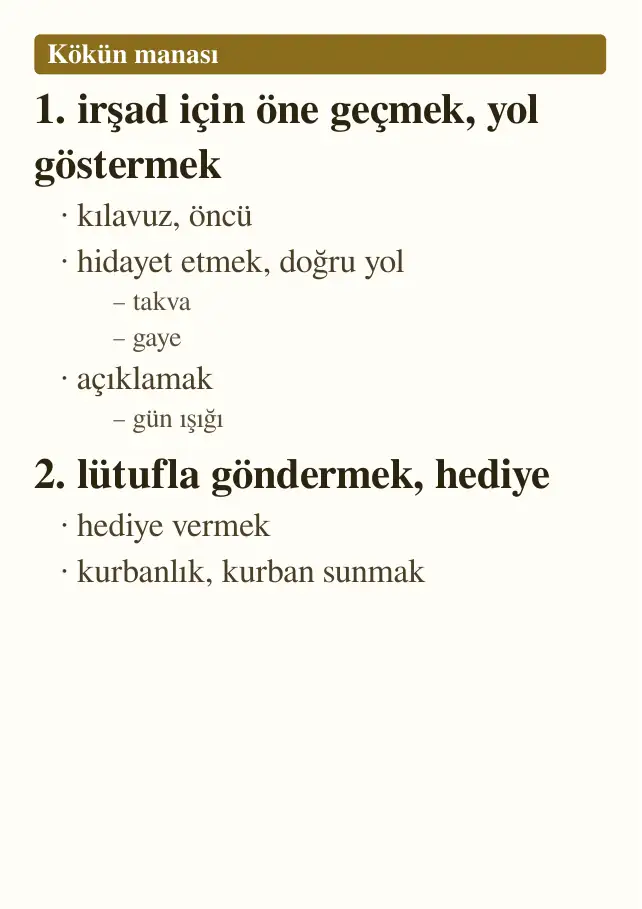 Kökün manası
1. irşad için öne geçmek, yol
göstermek
· kılavuz, öncü
· hidayet etmek, doğru yol
– takva
– gaye
· açıklamak
– gün ışığı
2. lütufla göndermek, hediye
· hediye vermek
· kurbanlık, kurban sunmak